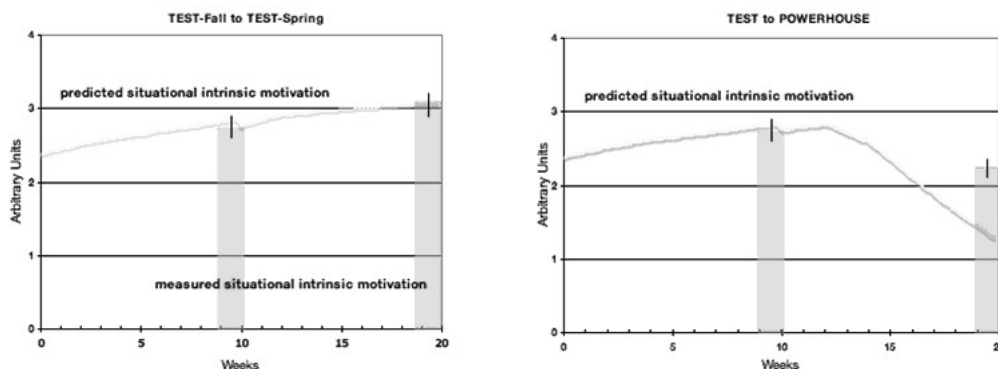 TEST-Fall to TEST-Spring
4
3
2
1
0
Arbitrary Units
predicted situational intrinsic motivation
measured situational intrinsic motivation
0 5 10 15 20
Weeks
TEST to POWERHOUSE
4
3
2
1
0
Arbitrary Units
predicted situational intrinsic motivation
0 5 10 15 2
Weeks